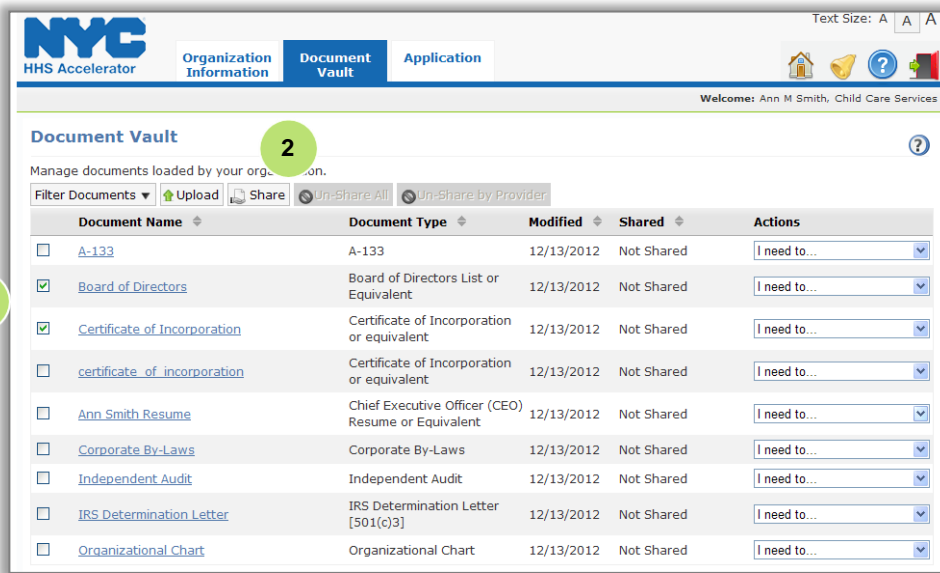 Text Size: A A A
NYC
HHS Accelerator
Organization Information
Document Vault
Application
Welcome: Ann M Smith, Child Care Services
Document Vault
2
Manage documents loaded by your
Filter Documents Upload Share Un-Share All Un-Share by Provider
Document Name Document Type Modified Shared Actions
A-133 A-133 12/13/2012 Not Shared I need to...
Board of Directors Board of Directors List or Equivalent 12/13/2012 Not Shared I need to...
Certificate of Incorporation Certificate of Incorporation or equivalent 12/13/2012 Not Shared I need to...
certificate_of_incorporation Certificate of Incorporation or equivalent 12/13/2012 Not Shared I need to...
Ann Smith Resume Chief Executive Officer (CEO) Resume or Equivalent 12/13/2012 Not Shared I need to...
Corporate By-Laws Corporate By-Laws 12/13/2012 Not Shared I need to...
Independent Audit Independent Audit 12/13/2012 Not Shared I need to...
IRS Determination Letter IRS Determination Letter [501(c)3] 12/13/2012 Not Shared I need to...
Organizational Chart Organizational Chart 12/13/2012 Not Shared I need to...